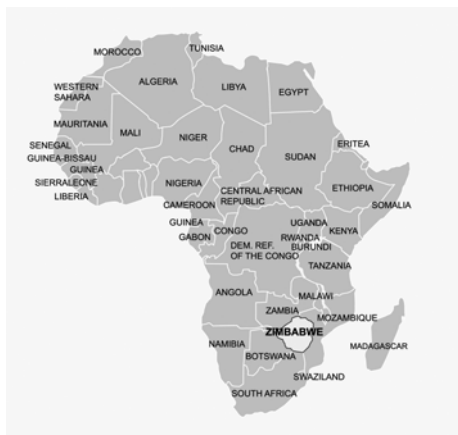 MOROCCO
TUNISIA
ALGERIA
LIBYA
EGYPT
WESTERN
SAHARA
MAURITANIA
MALI
NIGER
CHAD
SUDAN
ERITEA
SENEGAL
GUINEA-BISSAU
GUINEA
SIERRALEONE
LIBERIA
NIGERIA
CENTRAL AFRICAN
REPUBLIC
ETHIOPIA
SOMALIA
CAMEROON
GUINEA
GABON
CONGO
DEM. REF.
OF THE CONGO
UGANDA
RWANDA
BURUNDI
KENYA
TANZANIA
ANGOLA
MALAWI
ZAMBIA
MOZAMBIQUE
ZIMBABWE
NAMIBIA
BOTSWANA
MADAGASCAR
SWAZILAND
SOUTH AFRICA